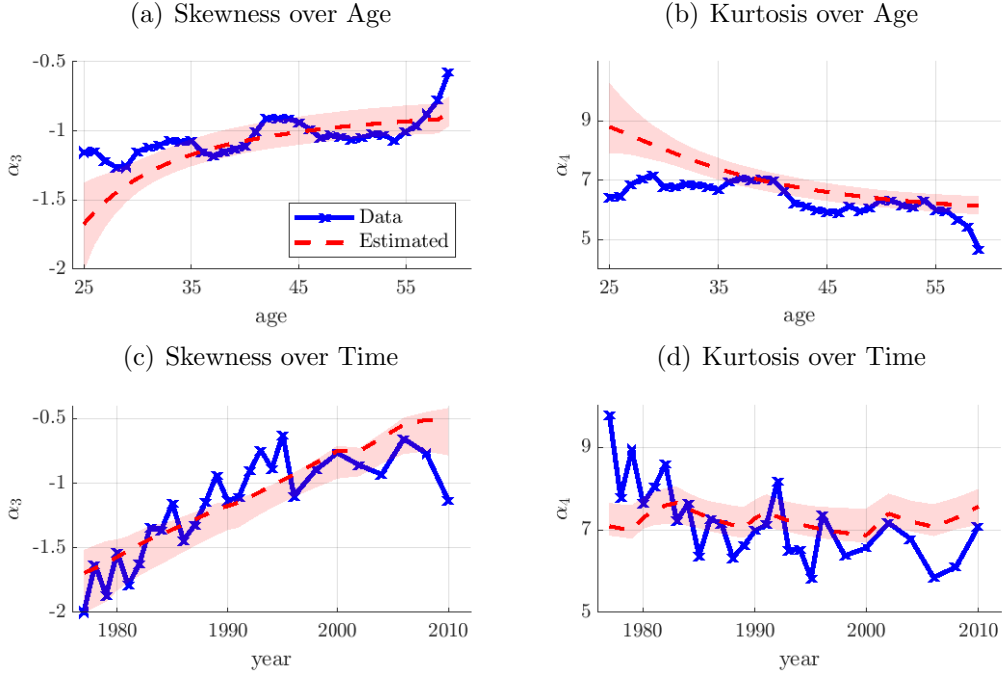 (a) Skewness over Age
-0.5
-1
-1.5
-2
α3
25 35 45 55
age
Data
Estimated
(b) Kurtosis over Age
9
7
5
α4
25 35 45 55
age
(c) Skewness over Time
-0.5
-1
-1.5
-2
α3
1980 1990 2000 2010
year
(d) Kurtosis over Time
9
7
5
α4
1980 1990 2000 2010
year